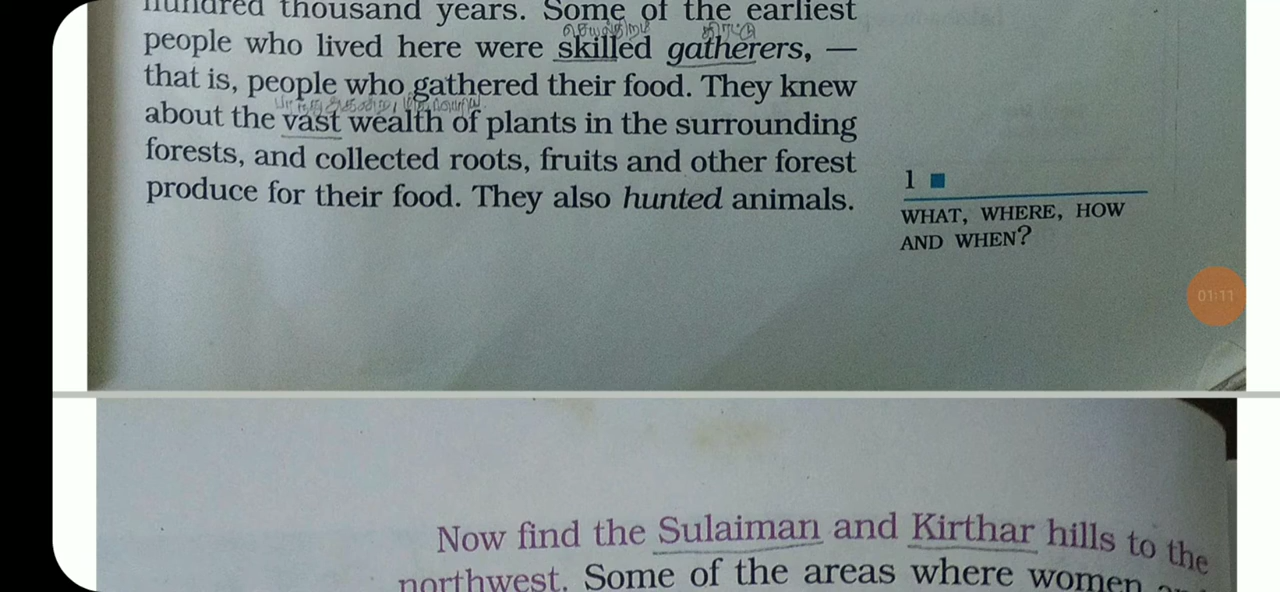 hundred thousand years. Some of the earliest
people who lived here were skilled gatherers, —
that is, people who gathered their food. They knew
about the vast wealth of plants in the surrounding
forests, and collected roots, fruits and other forest
produce for their food. They also hunted animals.
1
WHAT, WHERE, HOW
AND WHEN?
01:11
Now find the Sulaiman and Kirthar hills to the
northwest. Some of the areas where women